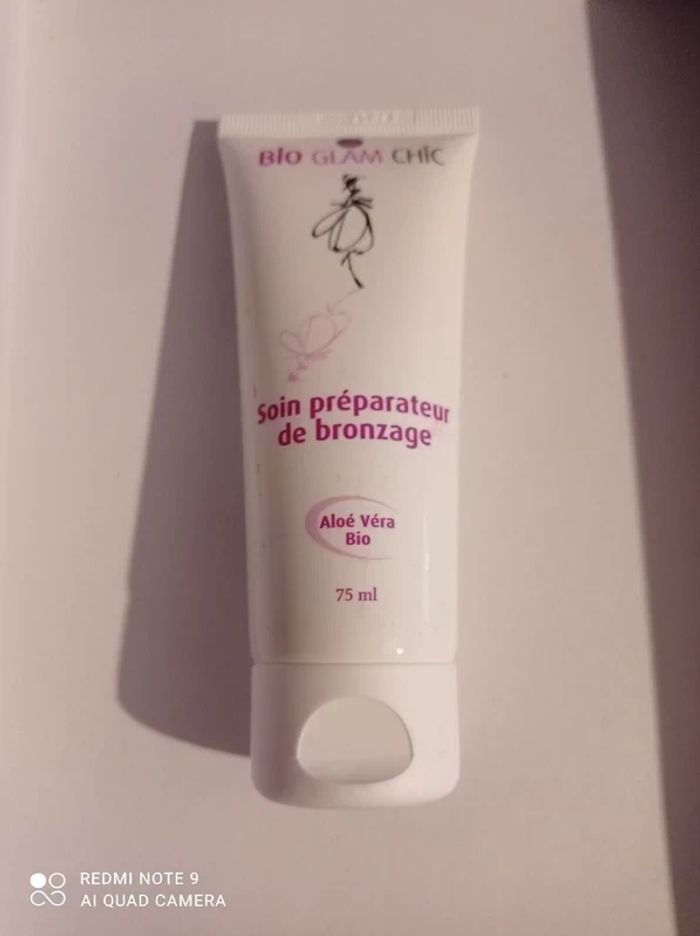 BIO GLAM CHIC
Soin préparateur
de bronzage
Aloé Véra
Bio
75 ml
REDMI NOTE 9
AI QUAD CAMERA